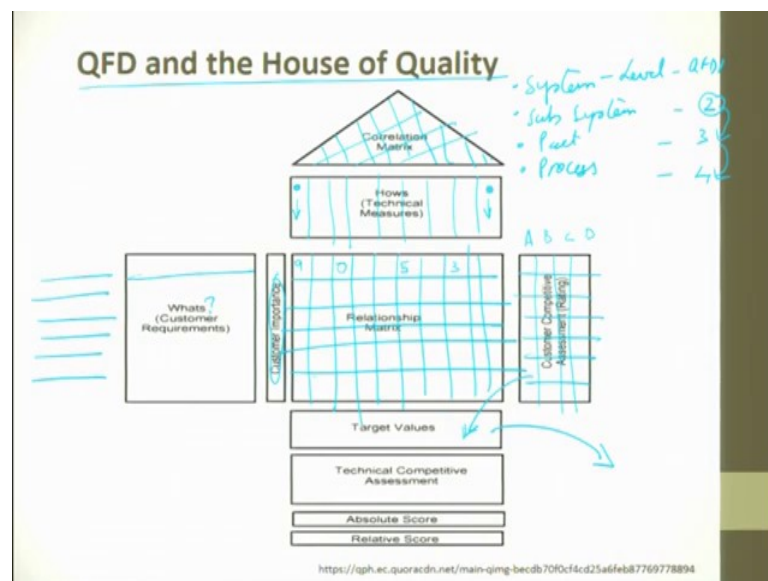 QFD and the House of Quality
• System - Level - QFD1
• Sub System - 2
• Part - 3
• Process - 4
Correlation
Matrix
Hows
(Technical
Measures)
A B C D
9 0 5 3
Whats ?
(Customer
Requirements)
Customer Importance
Relationship
Matrix
Customer Competitive
Assessment (Rating)
Target Values
Technical Competitive
Assessment
Absolute Score
Relative Score
https://qph.ec.quoracdn.net/main-qimg-becdb70f0cf4cd25a6feb87769778894